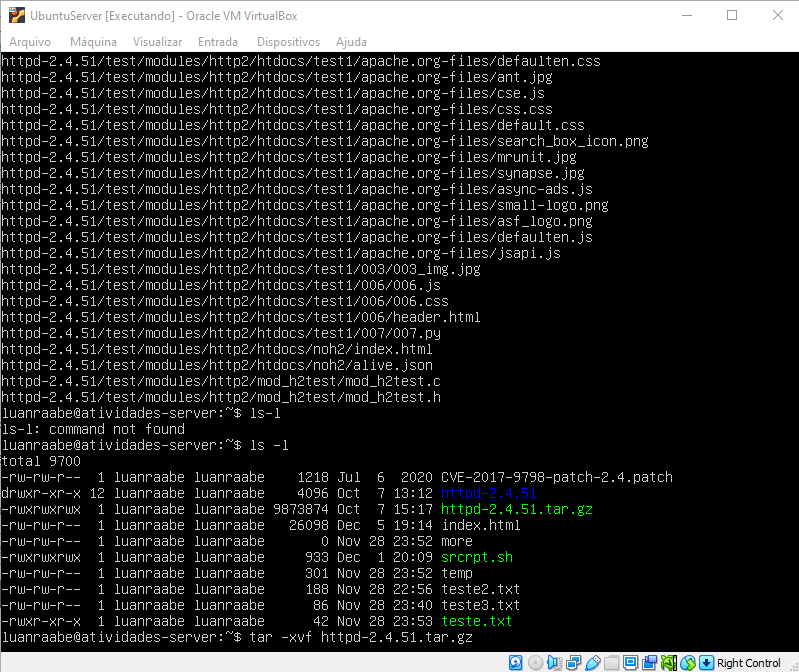 UbuntuServer [Executando] - Oracle VM VirtualBox
Arquivo Máquina Visualizar Entrada Dispositivos Ajuda
httpd-2.4.51/test/modules/http2/htdocs/test1/apache.org-files/defaulten.css
httpd-2.4.51/test/modules/http2/htdocs/test1/apache.org-files/ant.jpg
httpd-2.4.51/test/modules/http2/htdocs/test1/apache.org-files/cse.js
httpd-2.4.51/test/modules/http2/htdocs/test1/apache.org-files/css.css
httpd-2.4.51/test/modules/http2/htdocs/test1/apache.org-files/default.css
httpd-2.4.51/test/modules/http2/htdocs/test1/apache.org-files/search_box_icon.png
httpd-2.4.51/test/modules/http2/htdocs/test1/apache.org-files/mrunit.jpg
httpd-2.4.51/test/modules/http2/htdocs/test1/apache.org-files/synapse.jpg
httpd-2.4.51/test/modules/http2/htdocs/test1/apache.org-files/async-ads.js
httpd-2.4.51/test/modules/http2/htdocs/test1/apache.org-files/small-logo.png
httpd-2.4.51/test/modules/http2/htdocs/test1/apache.org-files/asf_logo.png
httpd-2.4.51/test/modules/http2/htdocs/test1/apache.org-files/defaulten.js
httpd-2.4.51/test/modules/http2/htdocs/test1/apache.org-files/jsapi.js
httpd-2.4.51/test/modules/http2/htdocs/test1/003/003_img.jpg
httpd-2.4.51/test/modules/http2/htdocs/test1/006/006.js
httpd-2.4.51/test/modules/http2/htdocs/test1/006/006.css
httpd-2.4.51/test/modules/http2/htdocs/test1/006/header.html
httpd-2.4.51/test/modules/http2/htdocs/test1/007/007.py
httpd-2.4.51/test/modules/http2/htdocs/noh2/index.html
httpd-2.4.51/test/modules/http2/htdocs/noh2/alive.json
httpd-2.4.51/test/modules/http2/mod_h2test/mod_h2test.c
httpd-2.4.51/test/modules/http2/mod_h2test/mod_h2test.h
luanraabe@atividades-server:~$ ls-l
ls-l: command not found
luanraabe@atividades-server:~$ ls -l
total 9700
-rw-rw-r-- 1 luanraabe luanraabe 1218 Jul 6 2020 CVE-2017-9798-patch-2.4.patch
drwxr-xr-x 12 luanraabe luanraabe 4096 Oct 7 13:12 httpd-2.4.51
-rwxrwxrwx 1 luanraabe luanraabe 9873874 Oct 7 15:17 httpd-2.4.51.tar.gz
-rw-rw-r-- 1 luanraabe luanraabe 26098 Dec 5 19:14 index.html
-rw-rw-r-- 1 luanraabe luanraabe 0 Nov 28 23:52 more
-rwxrwxrwx 1 luanraabe luanraabe 933 Dec 1 20:09 srcrpt.sh
-rw-rw-r-- 1 luanraabe luanraabe 301 Nov 28 23:52 temp
-rw-rw-r-- 1 luanraabe luanraabe 188 Nov 28 22:56 teste2.txt
-rw-rw-r-- 1 luanraabe luanraabe 86 Nov 28 23:40 teste3.txt
-rwxr-xr-x 1 luanraabe luanraabe 42 Nov 28 23:53 teste.txt
luanraabe@atividades-server:~$ tar -xvf httpd-2.4.51.tar.gz
Right Control